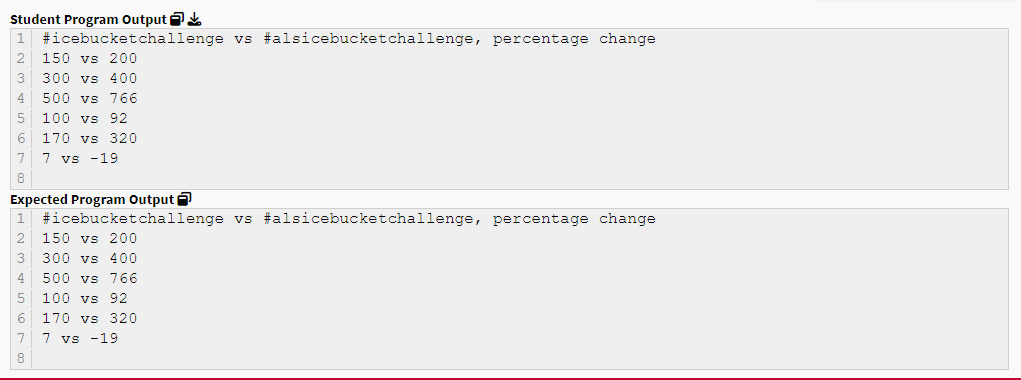 Student Program Output
1 #icebucketchallenge vs #alsicebucketchallenge, percentage change
2 150 vs 200
3 300 vs 400
4 500 vs 766
5 100 vs 92
6 170 vs 320
7 7 vs -19
8
Expected Program Output
1 #icebucketchallenge vs #alsicebucketchallenge, percentage change
2 150 vs 200
3 300 vs 400
4 500 vs 766
5 100 vs 92
6 170 vs 320
7 7 vs -19
8